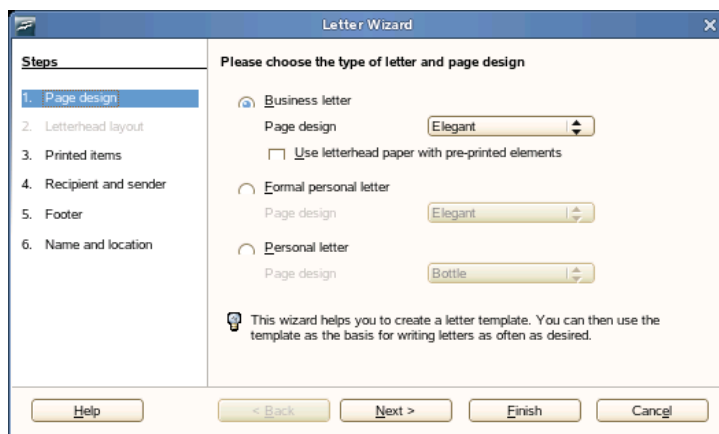 Letter Wizard
Steps
1. Page design
2. Letterhead layout
3. Printed items
4. Recipient and sender
5. Footer
6. Name and location
Please choose the type of letter and page design
Business letter
Page design Elegant
Use letterhead paper with pre-printed elements
Formal personal letter
Page design Elegant
Personal letter
Page design Bottle
This wizard helps you to create a letter template. You can then use the
template as the basis for writing letters as often as desired.
Help < Back Next > Finish Cancel